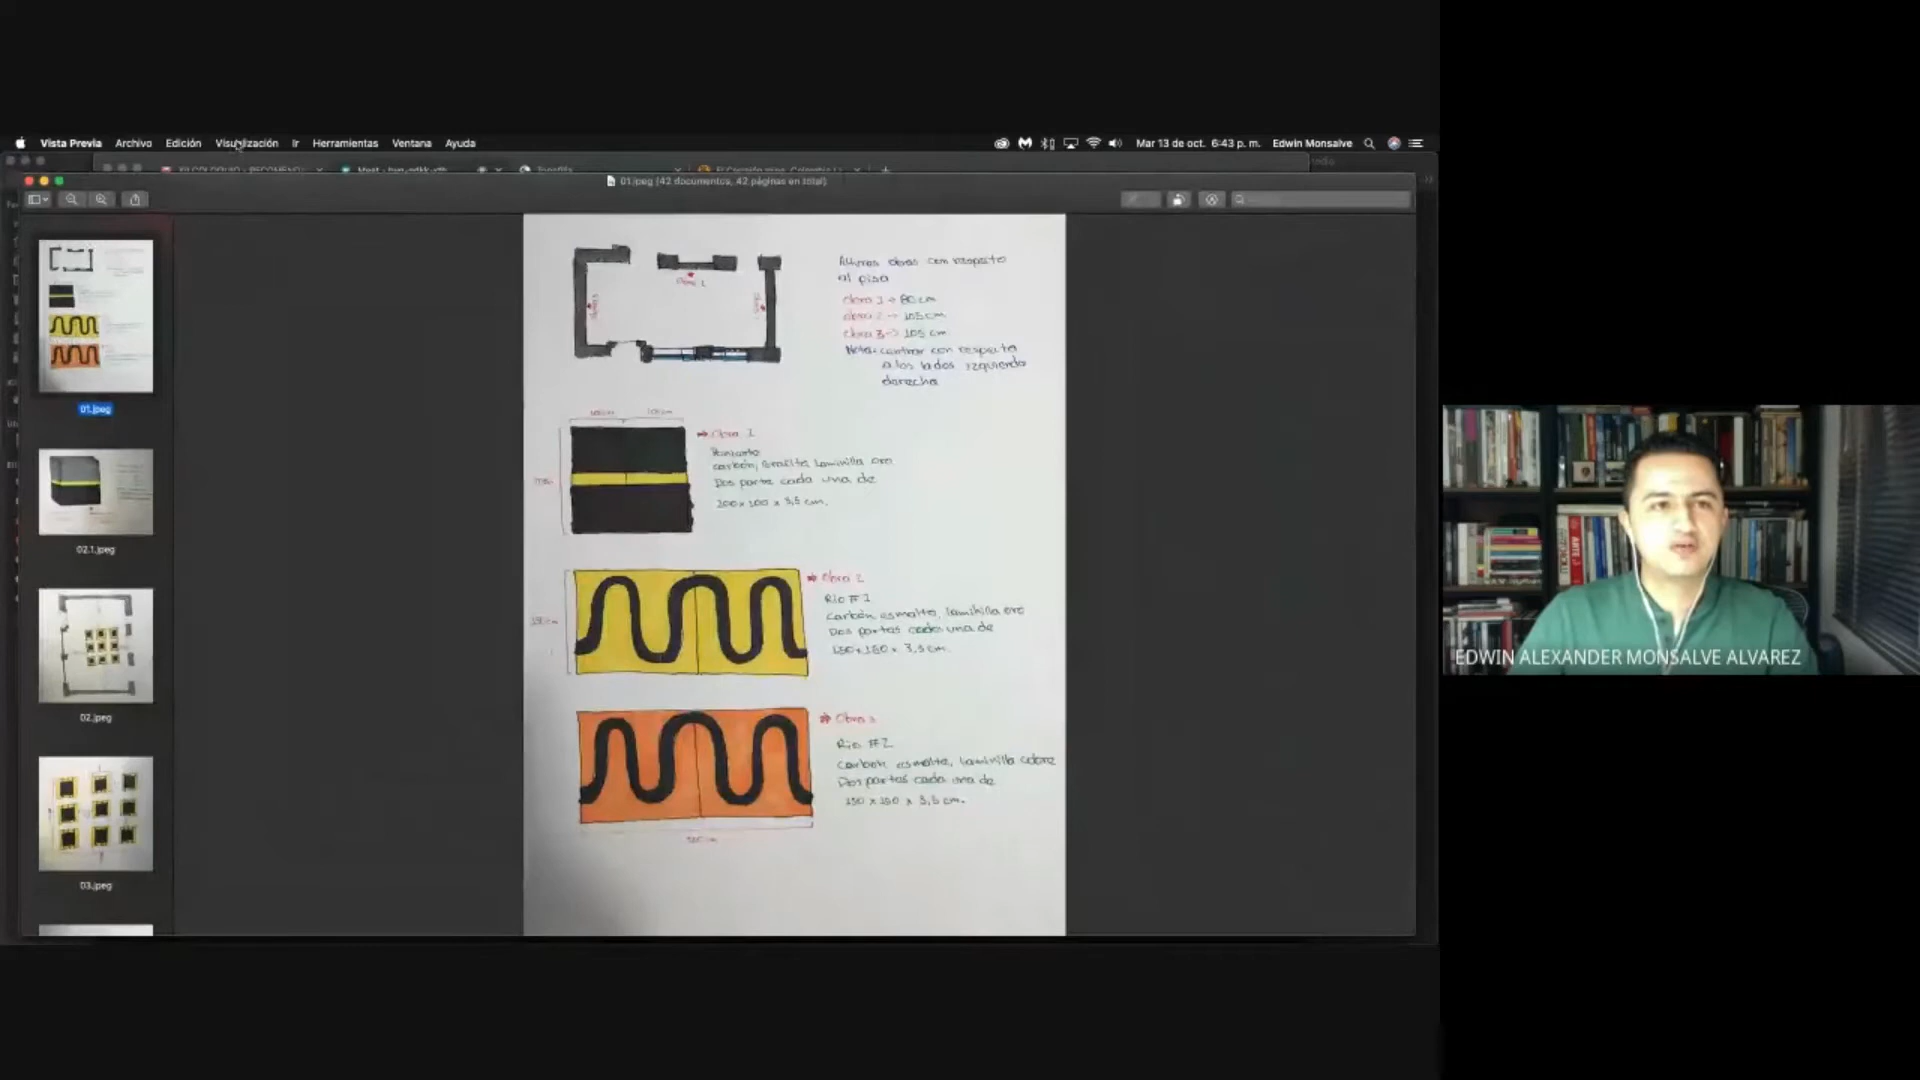 Vista Previa Archivo Edición Visualización Ir Herramientas Ventana Ayuda
Mar 13 de oct. 6:43 p. m. Edwin Monsalve
01.jpeg (42 documentos, 42 páginas en total)
Alturas obras con respecto
al piso
Obra 1 → 80 cm
Obra 2 → 105 cm
Obra 3 → 105 cm
Nota: centrar con respecto
a los lados izquierdo
derecho
Obra 1
01.jpeg
Obra 1
carbón, laminilla oro
Dos parte cada una de
200 x 100 x 3,5 cm.
02.1.jpeg
Obra 2
Rio #1
Carbón esmalte, laminilla oro
Dos partes cada una de
150 x 150 x 3,5 cm.
EDWIN ALEXANDER MONSALVE ALVAREZ
02.jpeg
Obra 3
Rio #2
Carbón esmalte, laminilla cobre
Dos partes cada una de
150 x 150 x 3,5 cm.
03.jpeg